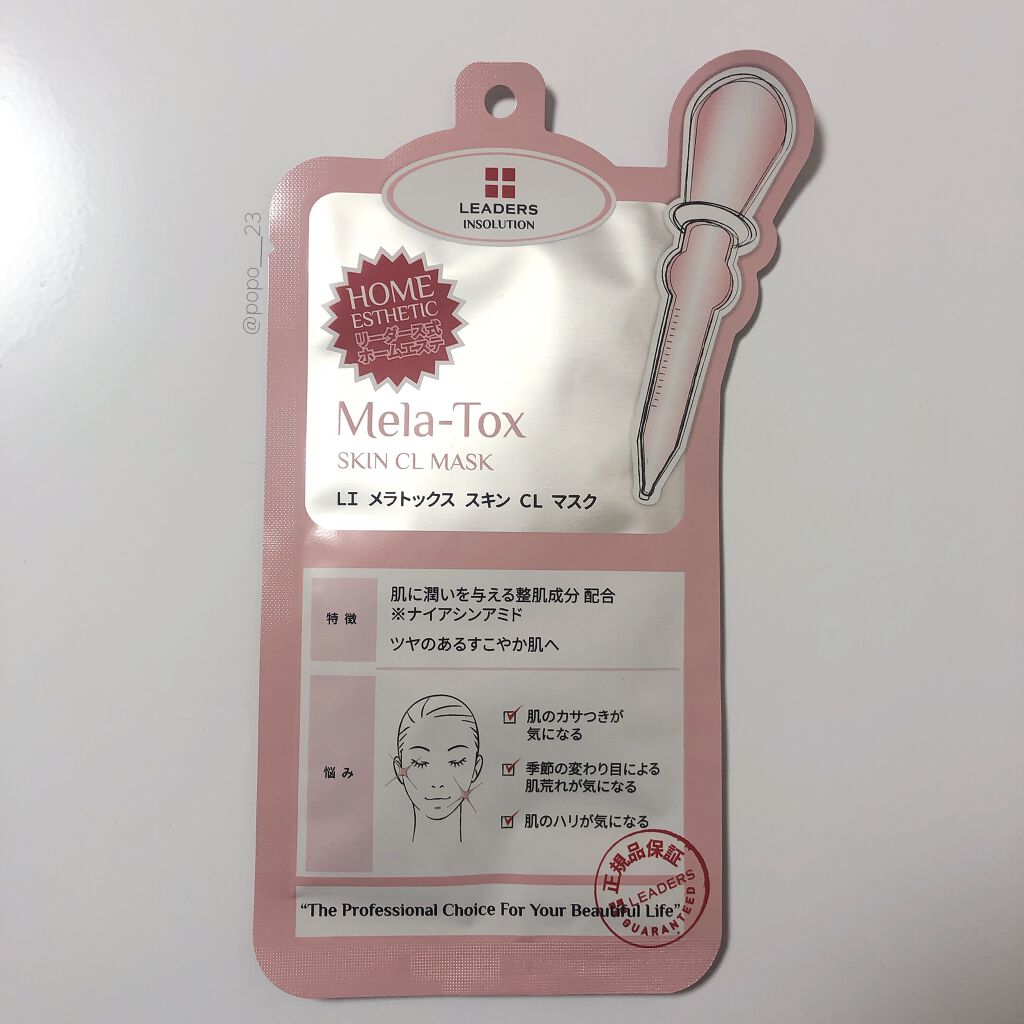 LEADERS
INSOLUTION
@popo__23
HOME
ESTHETIC
リーダース式
ホームエステ
Mela-Tox
SKIN CL MASK
LI メラトックス スキン CL マスク
特徴
肌に潤いを与える整肌成分 配合
※ナイアシンアミド
ツヤのあるすこやか肌へ
悩み
肌のカサつきが
気になる
季節の変わり目による
肌荒れが気になる
肌のハリが気になる
正規品保証
LEADERS
GUARANTEED
“The Professional Choice For Your Beautiful Life”